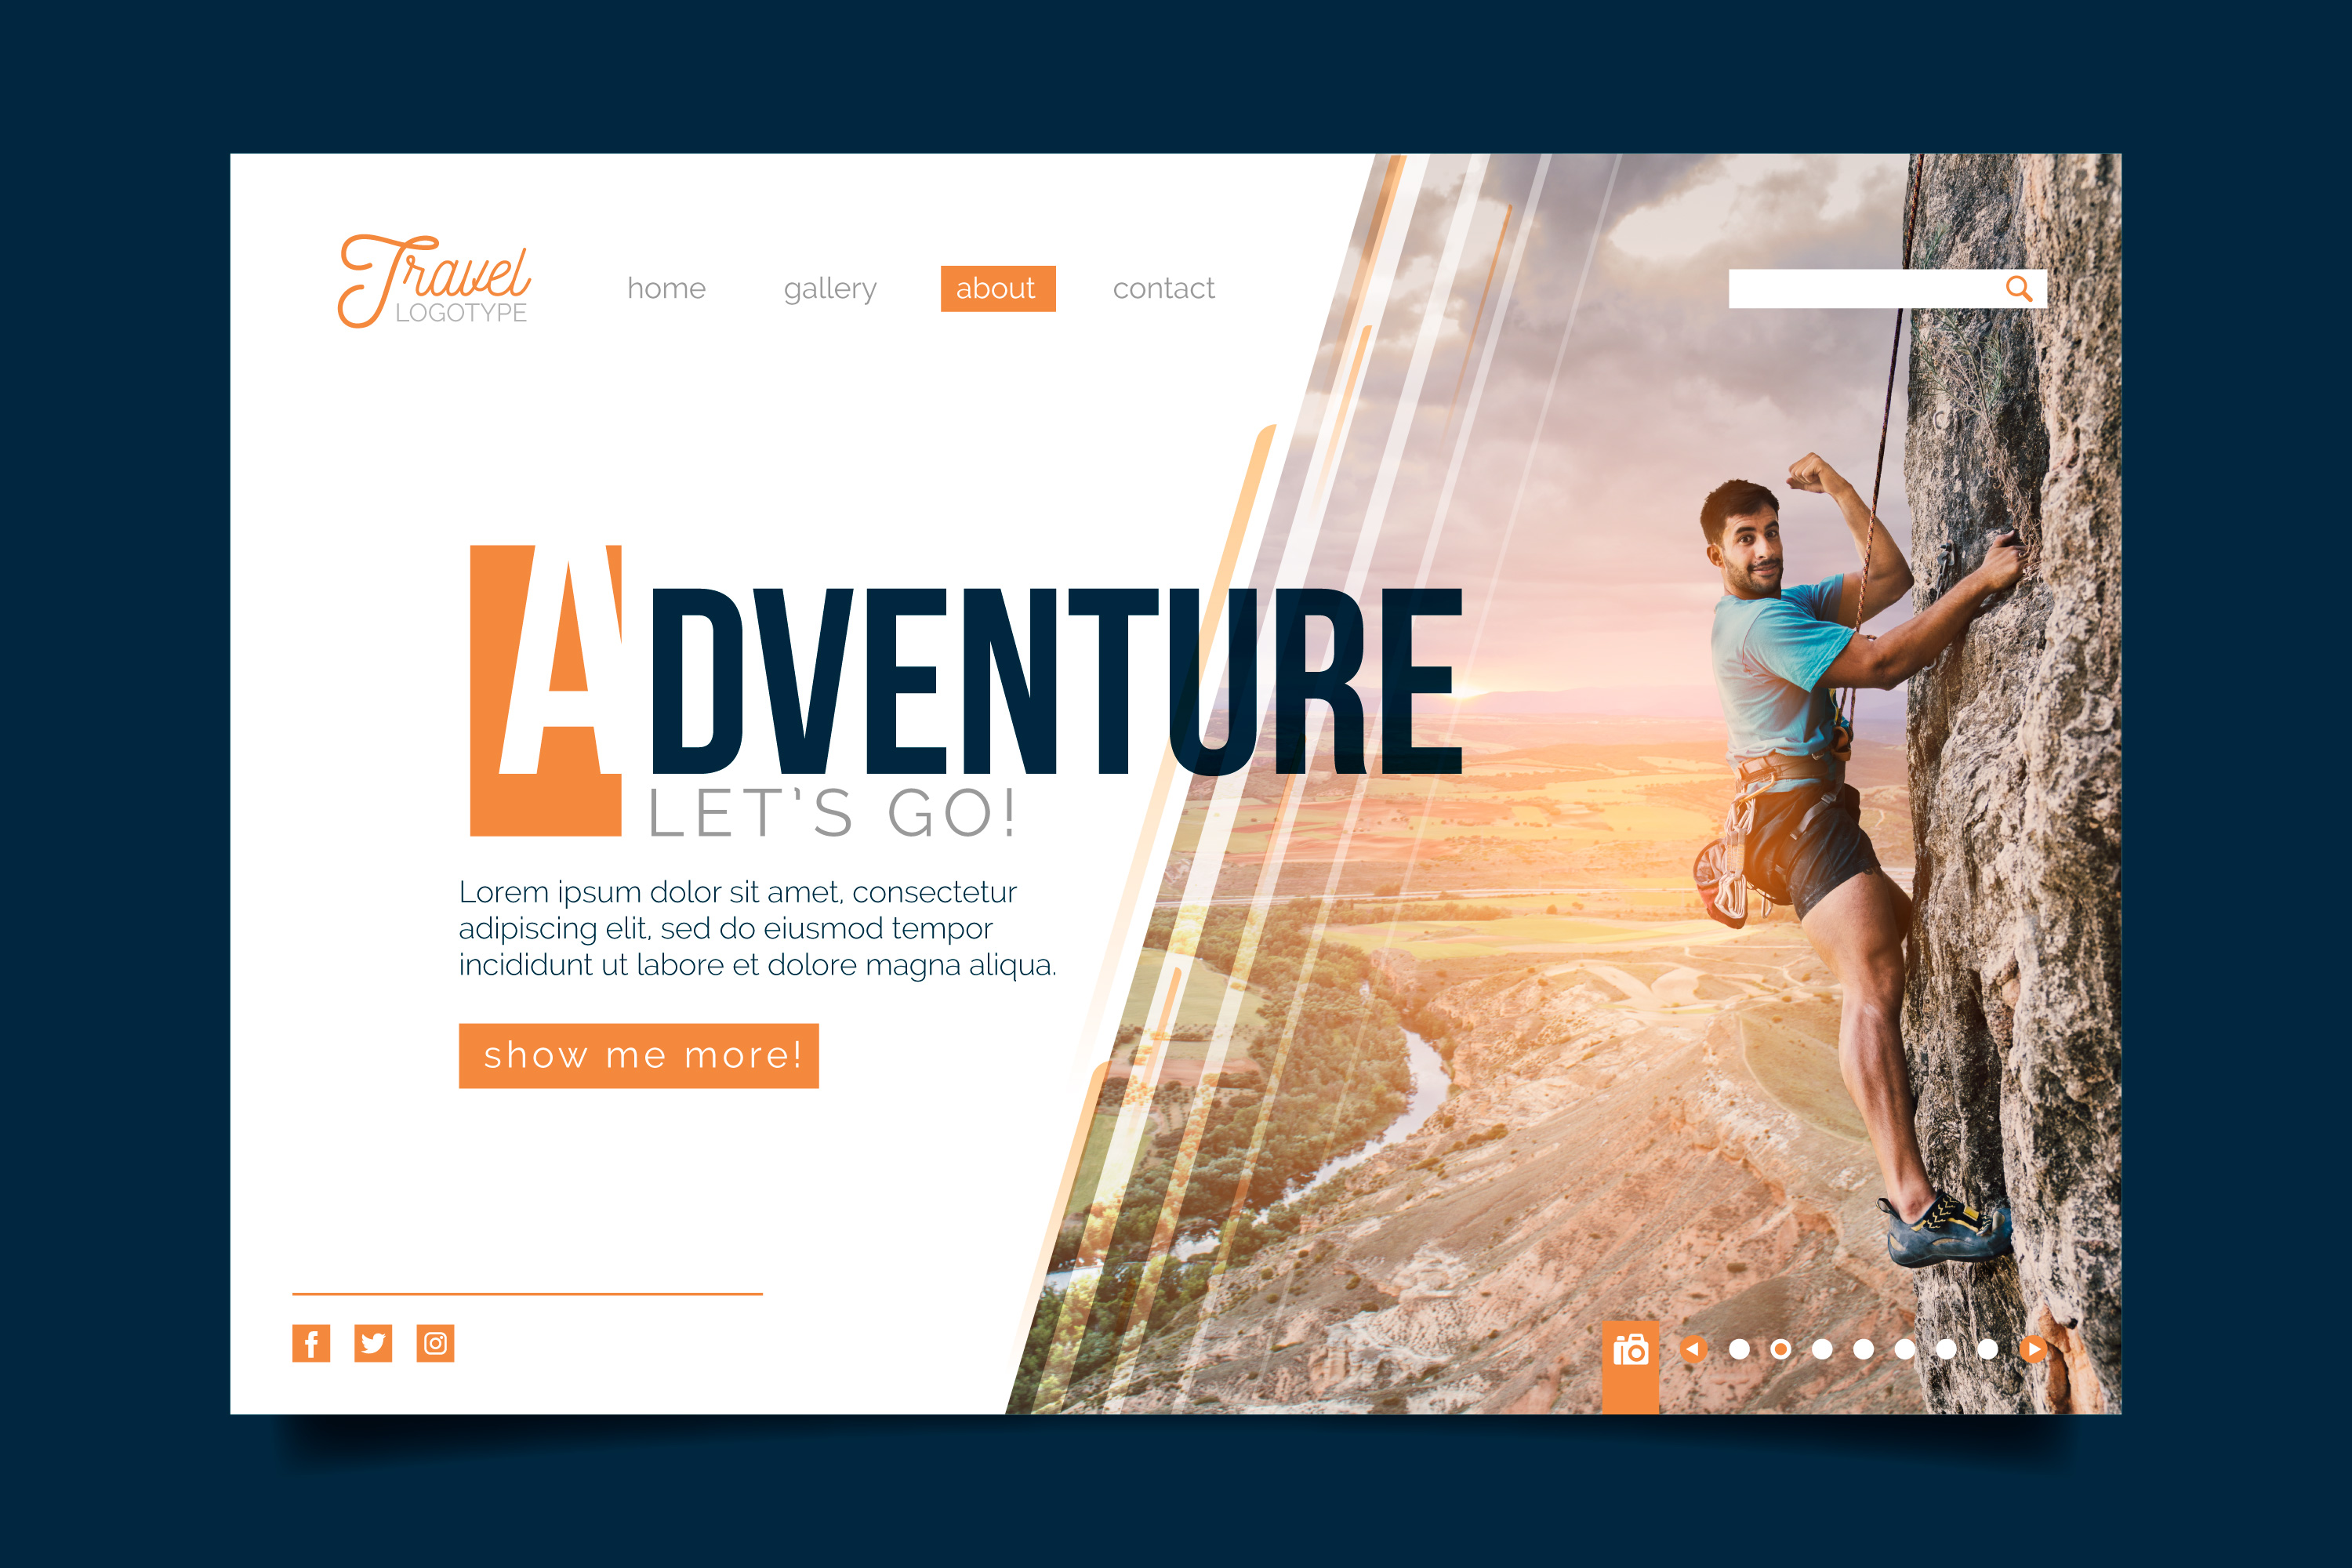 Travel
LOGOTYPE
home gallery about contact
ADVENTURE
LET'S GO!
Lorem ipsum dolor sit amet, consectetur
adipiscing elit, sed do eiusmod tempor
incididunt ut labore et dolore magna aliqua.
show me more!